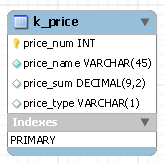 k_price
price_num INT
price_name VARCHAR(45)
price_sum DECIMAL(9,2)
price_type VARCHAR(1)
Indexes
PRIMARY